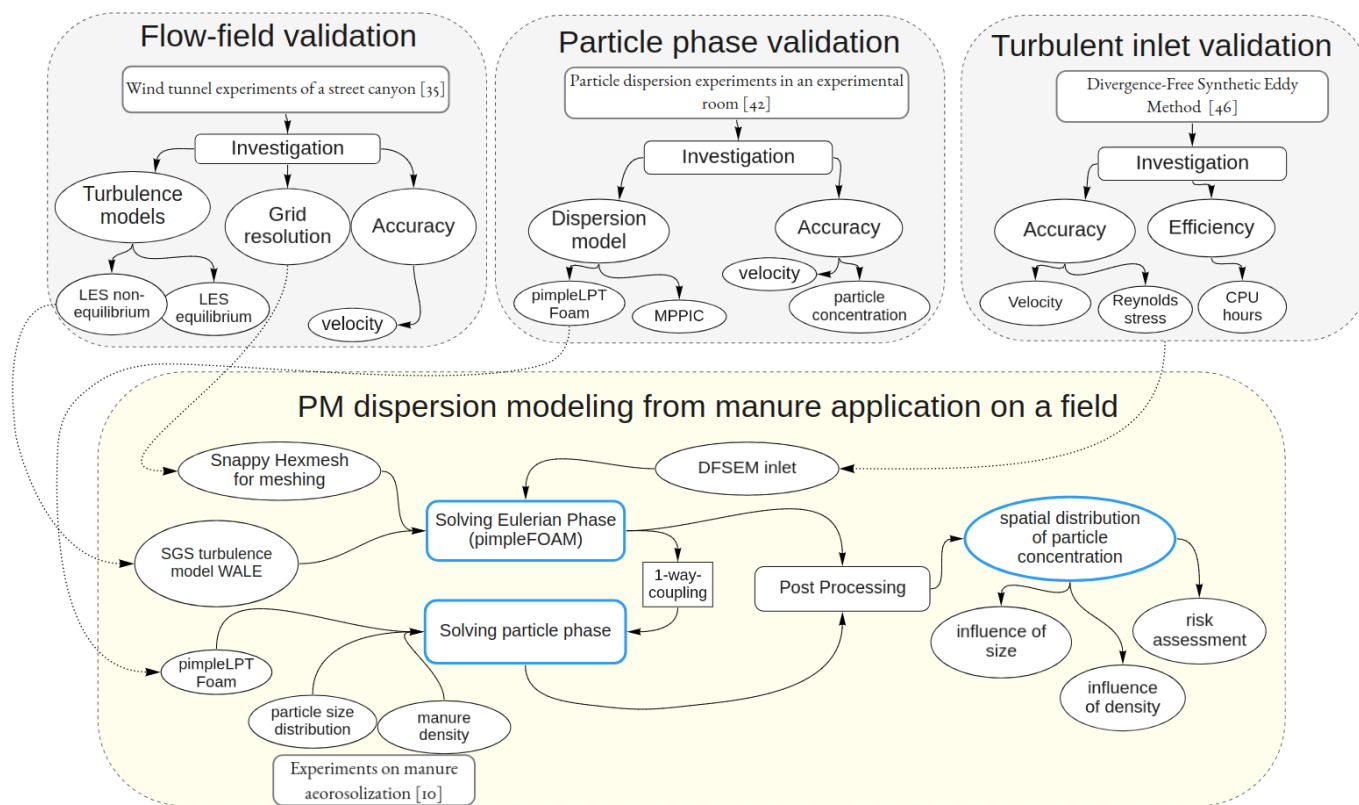 Flow-field validation
Wind tunnel experiments of a street canyon [35]
Investigation
Turbulence
models
Grid
resolution
Accuracy
LES non-
equilibrium
LES
equilibrium
velocity
Particle phase validation
Particle dispersion experiments in an experimental
room [42]
Investigation
Dispersion
model
Accuracy
velocity
pimpleLPT
Foam
MPPIC
particle
concentration
Turbulent inlet validation
Divergence-Free Synthetic Eddy
Method [46]
Investigation
Accuracy
Efficiency
Velocity
Reynolds
stress
CPU
hours
PM dispersion modeling from manure application on a field
Snappy Hexmesh
for meshing
DFSEM inlet
Solving Eulerian Phase
(pimpleFOAM)
spatial distribution
of particle
concentration
SGS turbulence
model WALE
1-way-
coupling
Post Processing
Solving particle phase
influence of
size
risk
assessment
pimpleLPT
Foam
influence
of density
particle size
distribution
manure
density
Experiments on manure
aeorosolization [10]